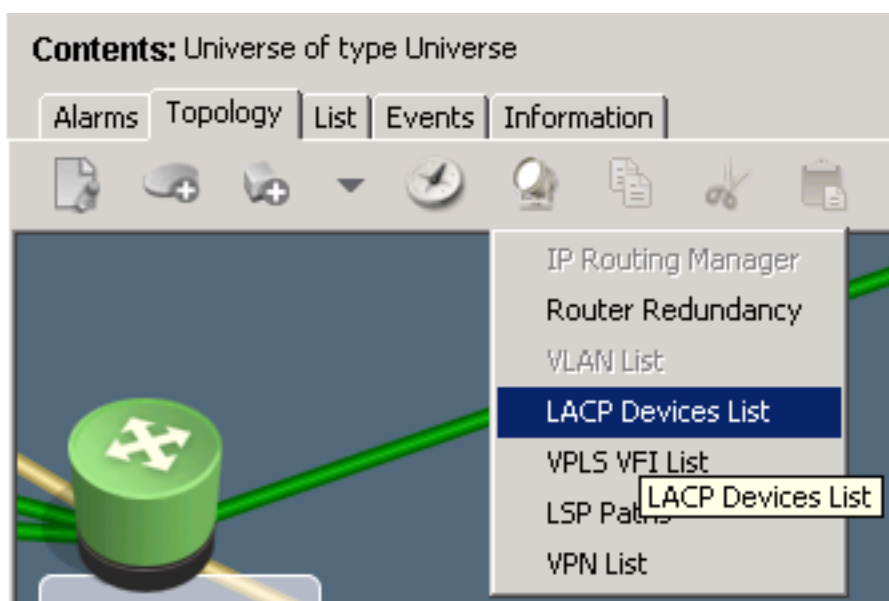 Contents: Universe of type Universe
Alarms Topology List Events Information
IP Routing Manager
Router Redundancy
VLAN List
LACP Devices List
VPLS VFI List
LACP Devices List
LSP Paths
VPN List